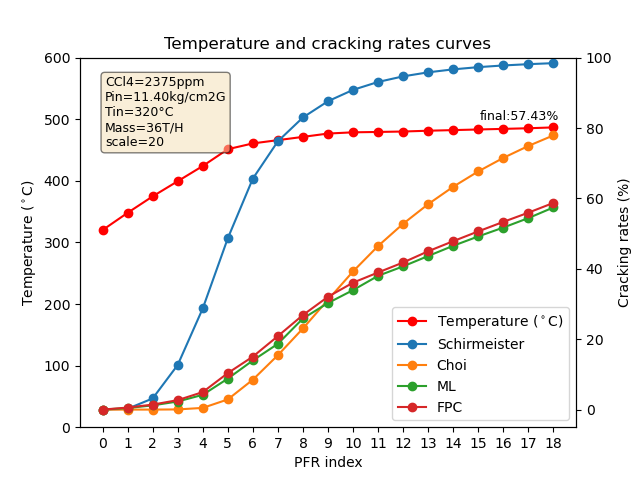 Temperature and cracking rates curves
600
500
400
300
200
100
0
Temperature (°C)
CCl4=2375ppm
Pin=11.40kg/cm2G
Tin=320°C
Mass=36T/H
scale=20
final:57.43%
100
80
60
40
20
0
Cracking rates (%)
Temperature (°C)
Schirmeister
Choi
ML
FPC
0 1 2 3 4 5 6 7 8 9 10 11 12 13 14 15 16 17 18
PFR index